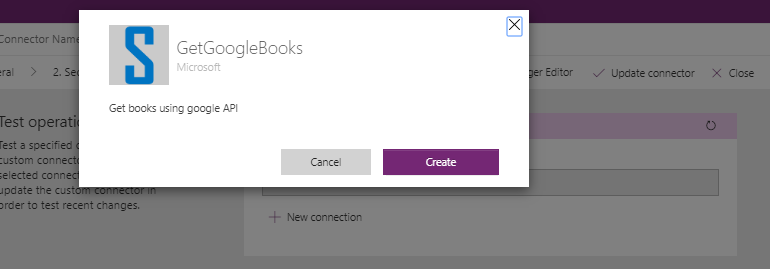 GetGoogleBooks
Microsoft
Get books using google API
Cancel
Create
Connector Name
eral
2. Sec
ger Editor
Update connector
Close
Test operatio
Test a specified o
custom connecto
selected connect
update the custom connector in
order to test recent changes.
New connection